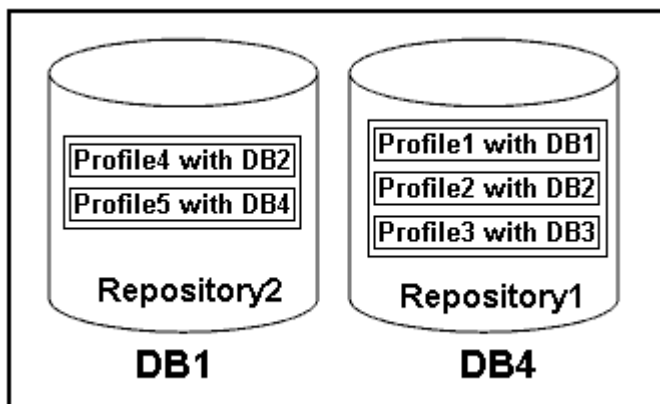 Profile4 with DB2
Profile5 with DB4
Repository2
DB1
Profile1 with DB1
Profile2 with DB2
Profile3 with DB3
Repository1
DB4